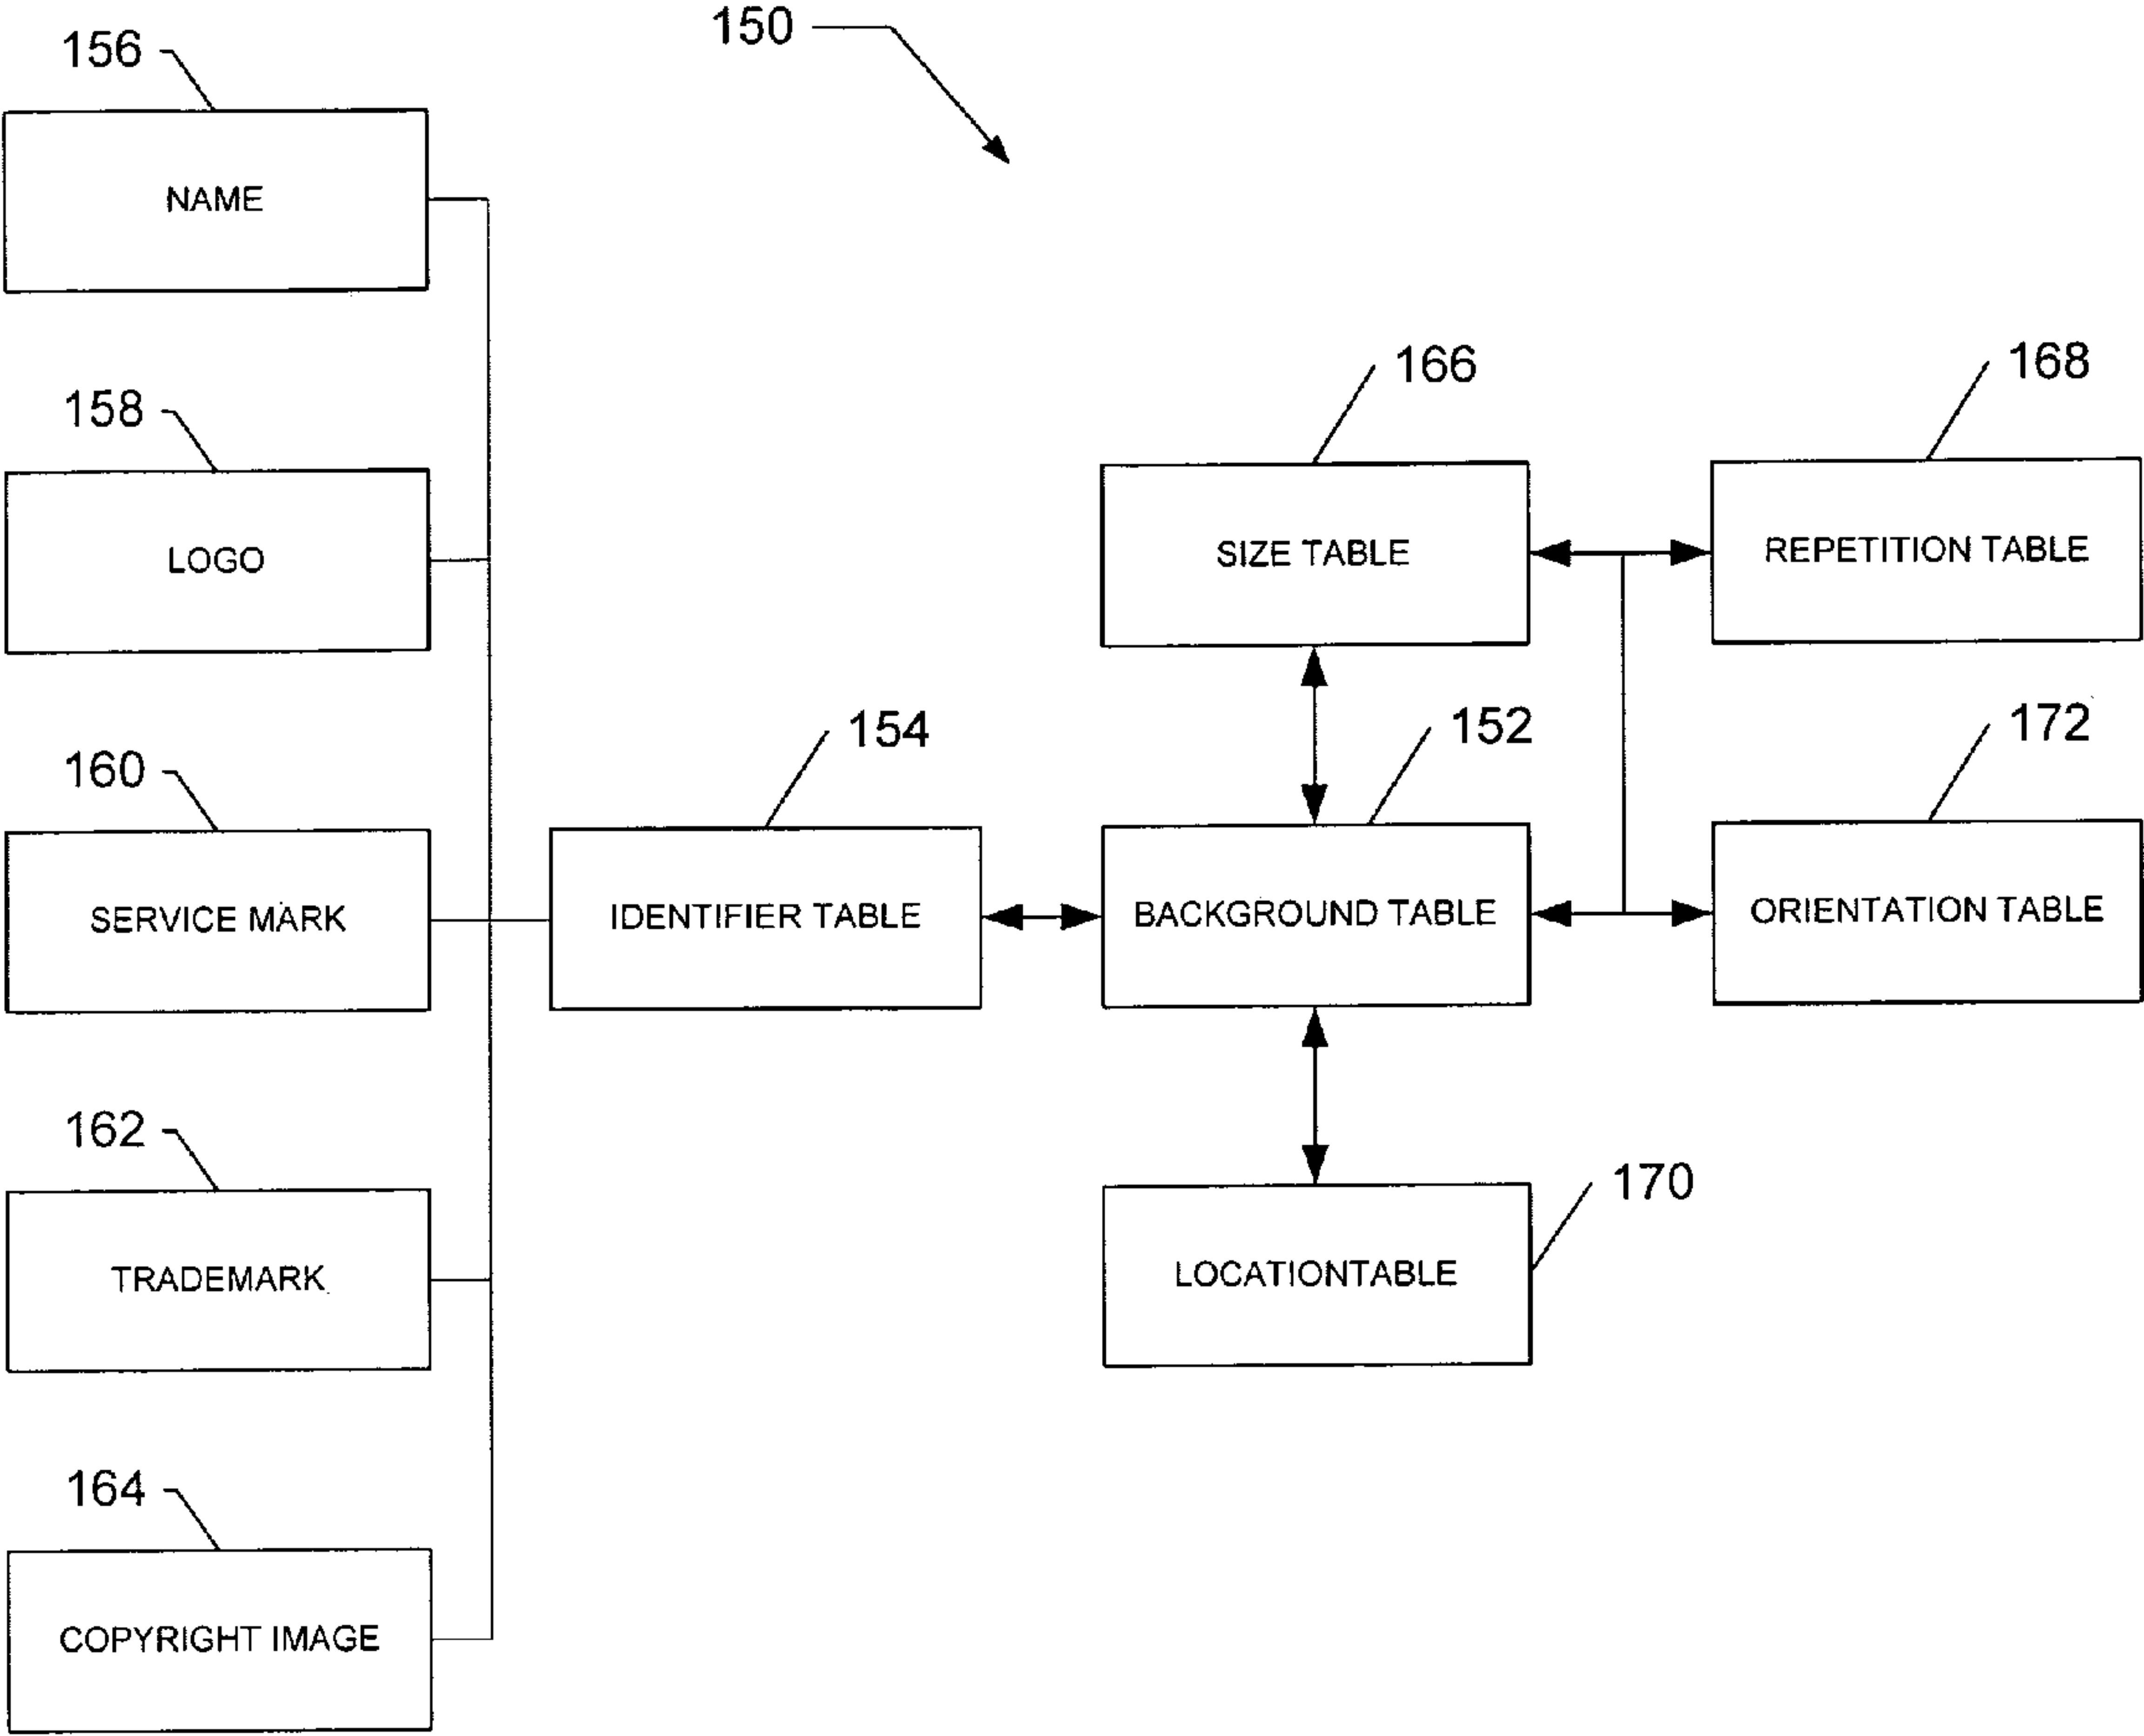 150
156
NAME
158
LOGO
166
168
SIZE TABLE
REPETITION TABLE
160
SERVICE MARK
154
IDENTIFIER TABLE
152
BACKGROUND TABLE
172
ORIENTATION TABLE
162
TRADEMARK
170
LOCATIONTABLE
164
COPYRIGHT IMAGE